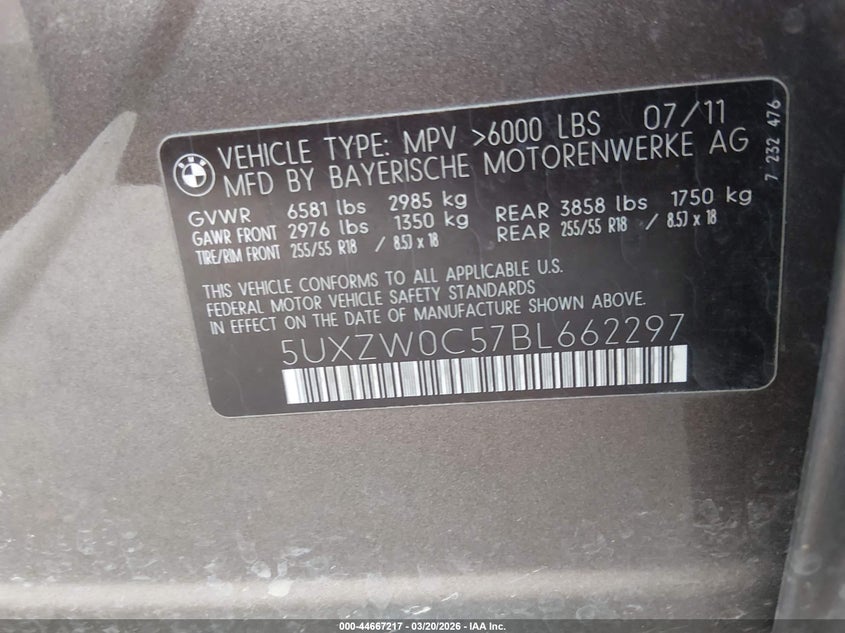 BMW
VEHICLE TYPE: MPV >6000 LBS 07/11
MFD BY BAYERISCHE MOTORENWERKE AG
GVWR 6581 lbs 2985 kg
GAWR FRONT 2976 lbs 1350 kg REAR 3858 lbs 1750 kg
TIRE/RIM FRONT 255/55 R18 / 8.5J x 18 REAR 255/55 R18 / 8.5J x 18
THIS VEHICLE CONFORMS TO ALL APPLICABLE U.S.
FEDERAL MOTOR VEHICLE SAFETY STANDARDS
IN EFFECT ON THE DATE OF MANUFACTURE SHOWN ABOVE.
5UXZW0C57BL662297
7 232 476
000-44667217 - 03/20/2026 - IAA Inc.